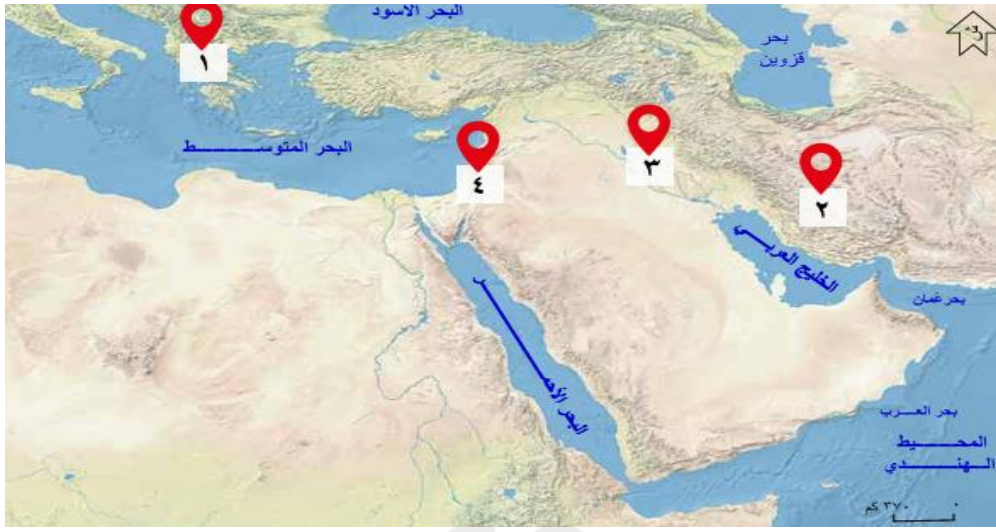 البحر الاسود
بحر
قزوين
١
البحر المتوسط
٣
٤
٢
الخليج العربي
بحر عمان
البحر الأحمر
بحر العرب
المحيط
الهندي
٠ ٣٧٠ كم